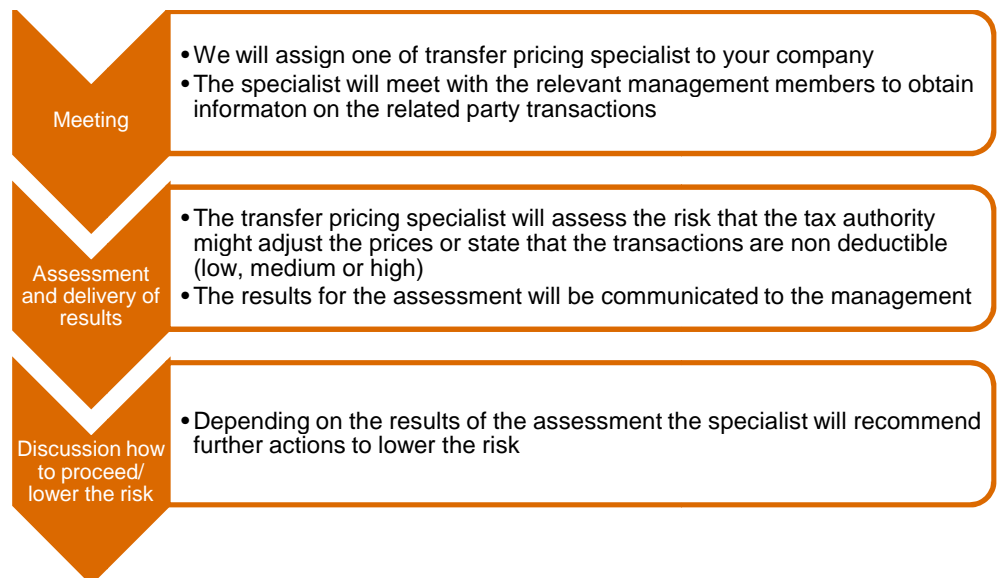 Meeting
•We will assign one of transfer pricing specialist to your company
•The specialist will meet with the relevant management members to obtain
informaton on the related party transactions
Assessment
and delivery of
results
•The transfer pricing specialist will assess the risk that the tax authority
might adjust the prices or state that the transactions are non deductible
(low, medium or high)
•The results for the assessment will be communicated to the management
Discussion how
to proceed/
lower the risk
•Depending on the results of the assessment the specialist will recommend
further actions to lower the risk